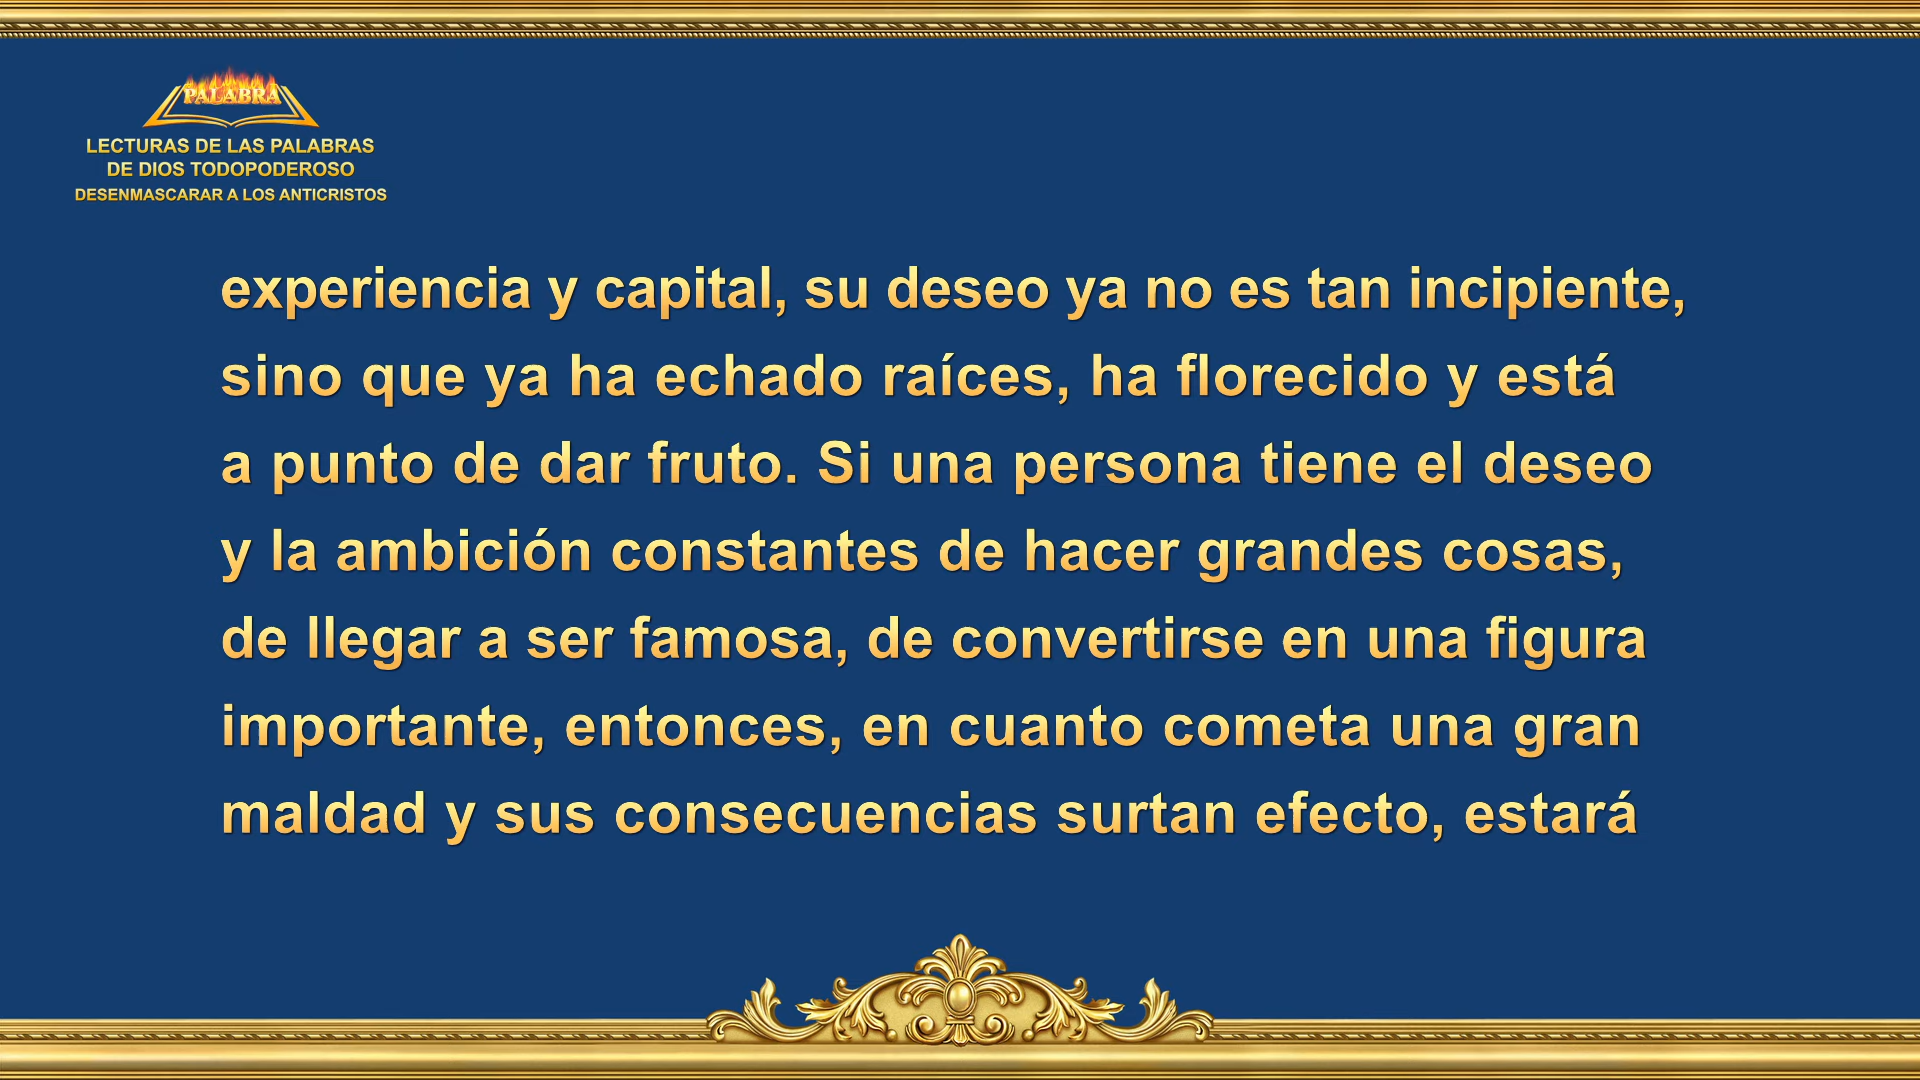 PALABRA
LECTURAS DE LAS PALABRAS
DE DIOS TODOPODEROSO
DESENMASCARAR A LOS ANTICRISTOS
experiencia y capital, su deseo ya no es tan incipiente,
sino que ya ha echado raíces, ha florecido y está
a punto de dar fruto. Si una persona tiene el deseo
y la ambición constantes de hacer grandes cosas,
de llegar a ser famosa, de convertirse en una figura
importante, entonces, en cuanto cometa una gran
maldad y sus consecuencias surtan efecto, estará